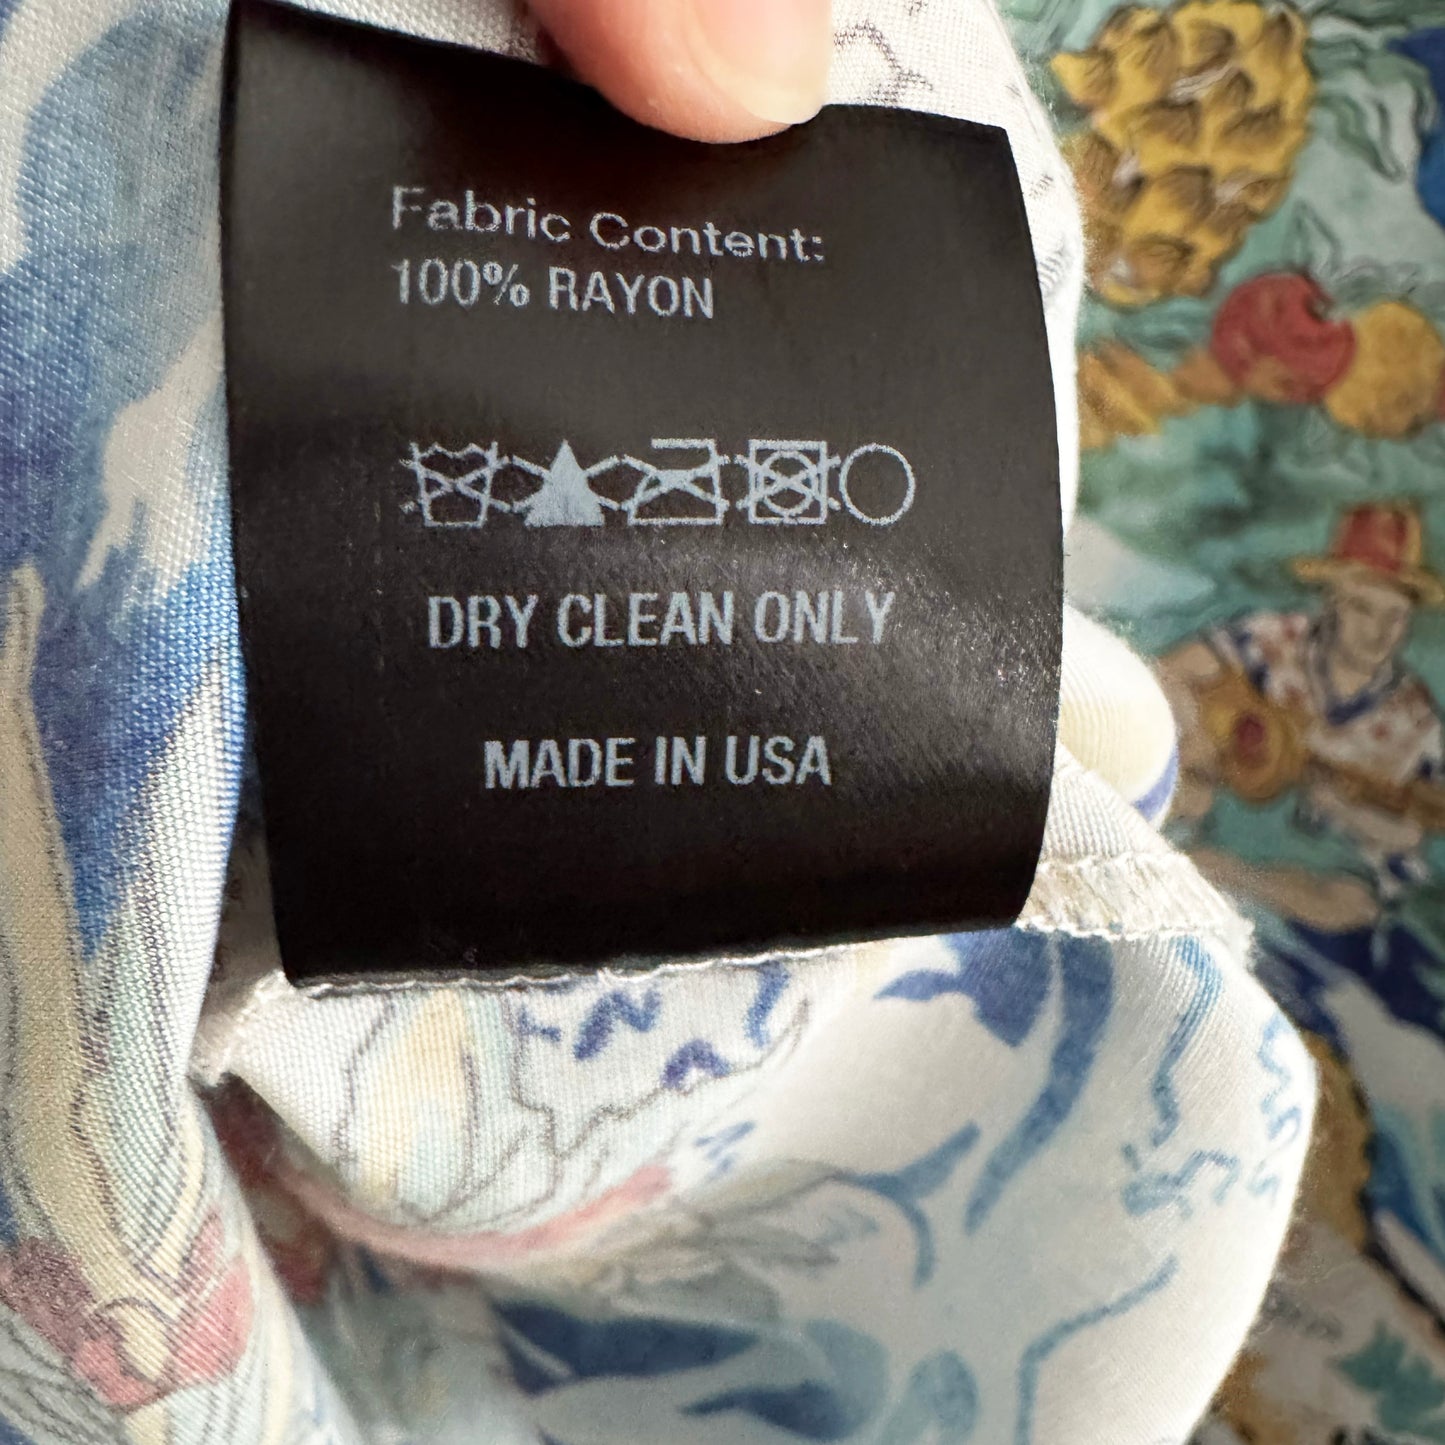 Fabric Content:
100% RAYON
DRY CLEAN ONLY
MADE IN USA